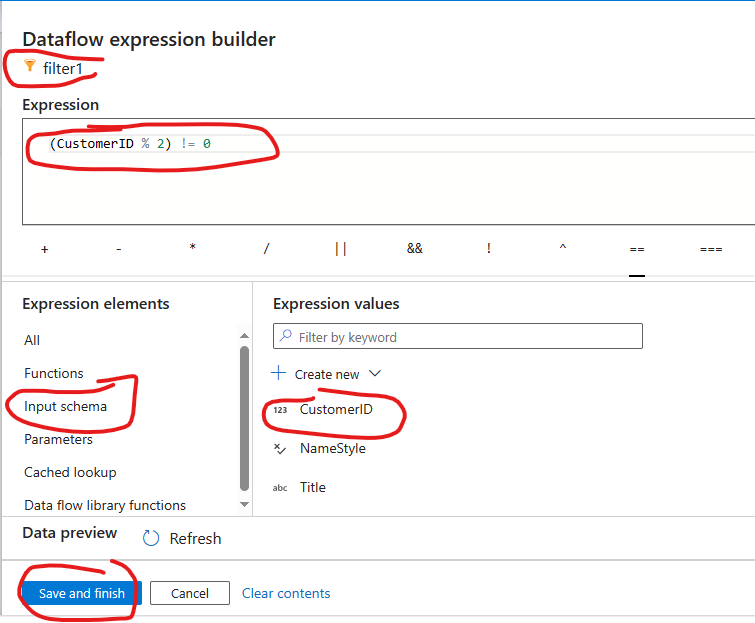 Dataflow expression builder
filter1
Expression
(CustomerID % 2) != 0
+ - * / || && ! ^ == ===
Expression elements
All
Functions
Input schema
Parameters
Cached lookup
Data flow library functions
Expression values
Filter by keyword
Create new
123 CustomerID
NameStyle
abc Title
Data preview Refresh
Save and finish Cancel Clear contents